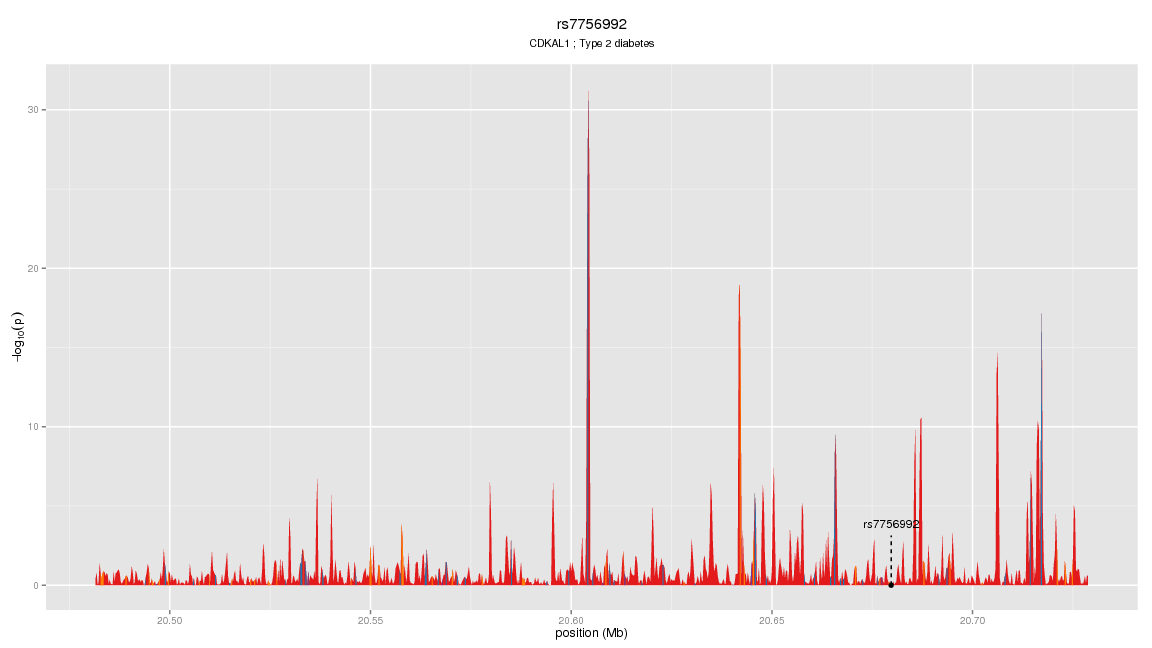 rs7756992
CDKAL1 ; Type 2 diabetes
30
20
10
0
−log10(p)
rs7756992
20.50
20.55
20.60
20.65
20.70
position (Mb)